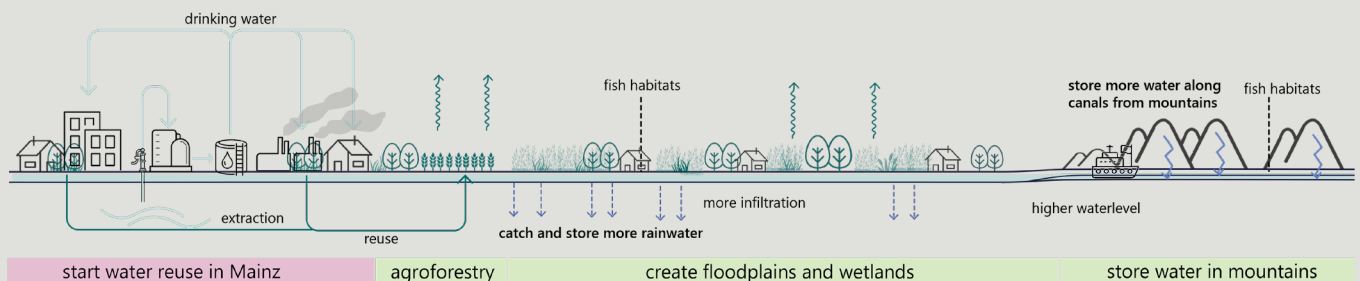 drinking water
fish habitats
store more water along
canals from mountains
fish habitats
extraction
reuse
more infiltration
catch and store more rainwater
higher waterlevel
start water reuse in Mainz
agroforestry
create floodplains and wetlands
store water in mountains